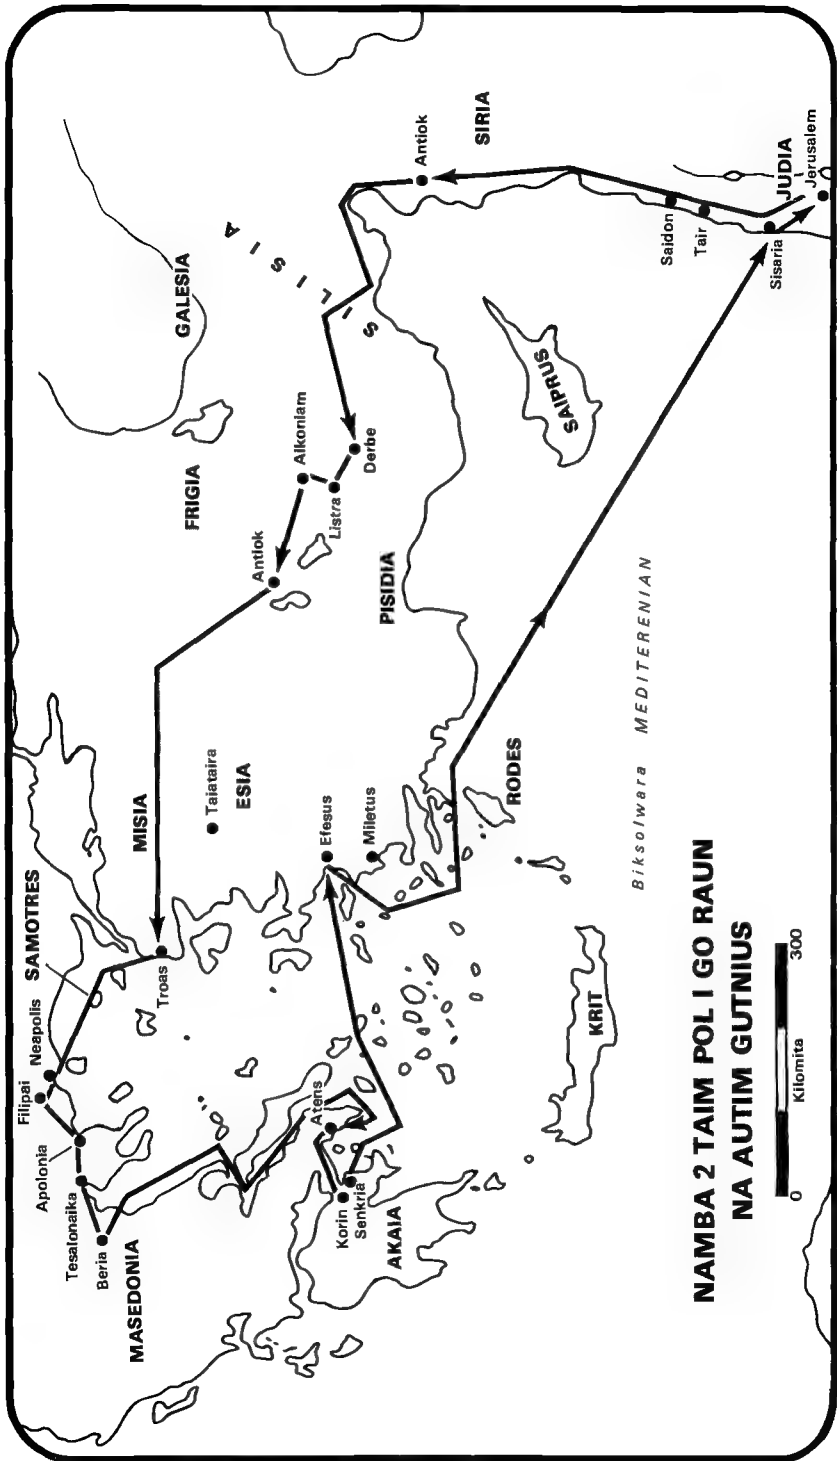 NAMBA 2 TAIM POL I GO RAUN
NA AUTIM GUTNIUS
0
300
Kilomita
MASEDONIA
Beria
Tesalonaika
Apolonia
Filipai
Neapolis
SAMOTRES
Troas
MISIA
Taiataira
ESIA
Efesus
Miletus
Atens
Korin
Senkria
AKAIA
KRIT
RODES
Biksolwara MEDITERENIAN
PISIDIA
FRIGIA
Antiok
Listra
Aikoniam
Derbe
GALESIA
SILISIA
SAIPRUS
Antiok
SIRIA
Saidon
Tair
Sisaria
JUDIA
Jerusalem